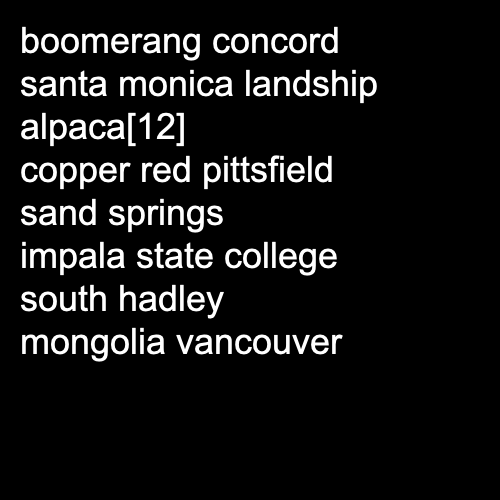 boomerang concord
santa monica landship
alpaca[12]
copper red pittsfield
sand springs
impala state college
south hadley
mongolia vancouver